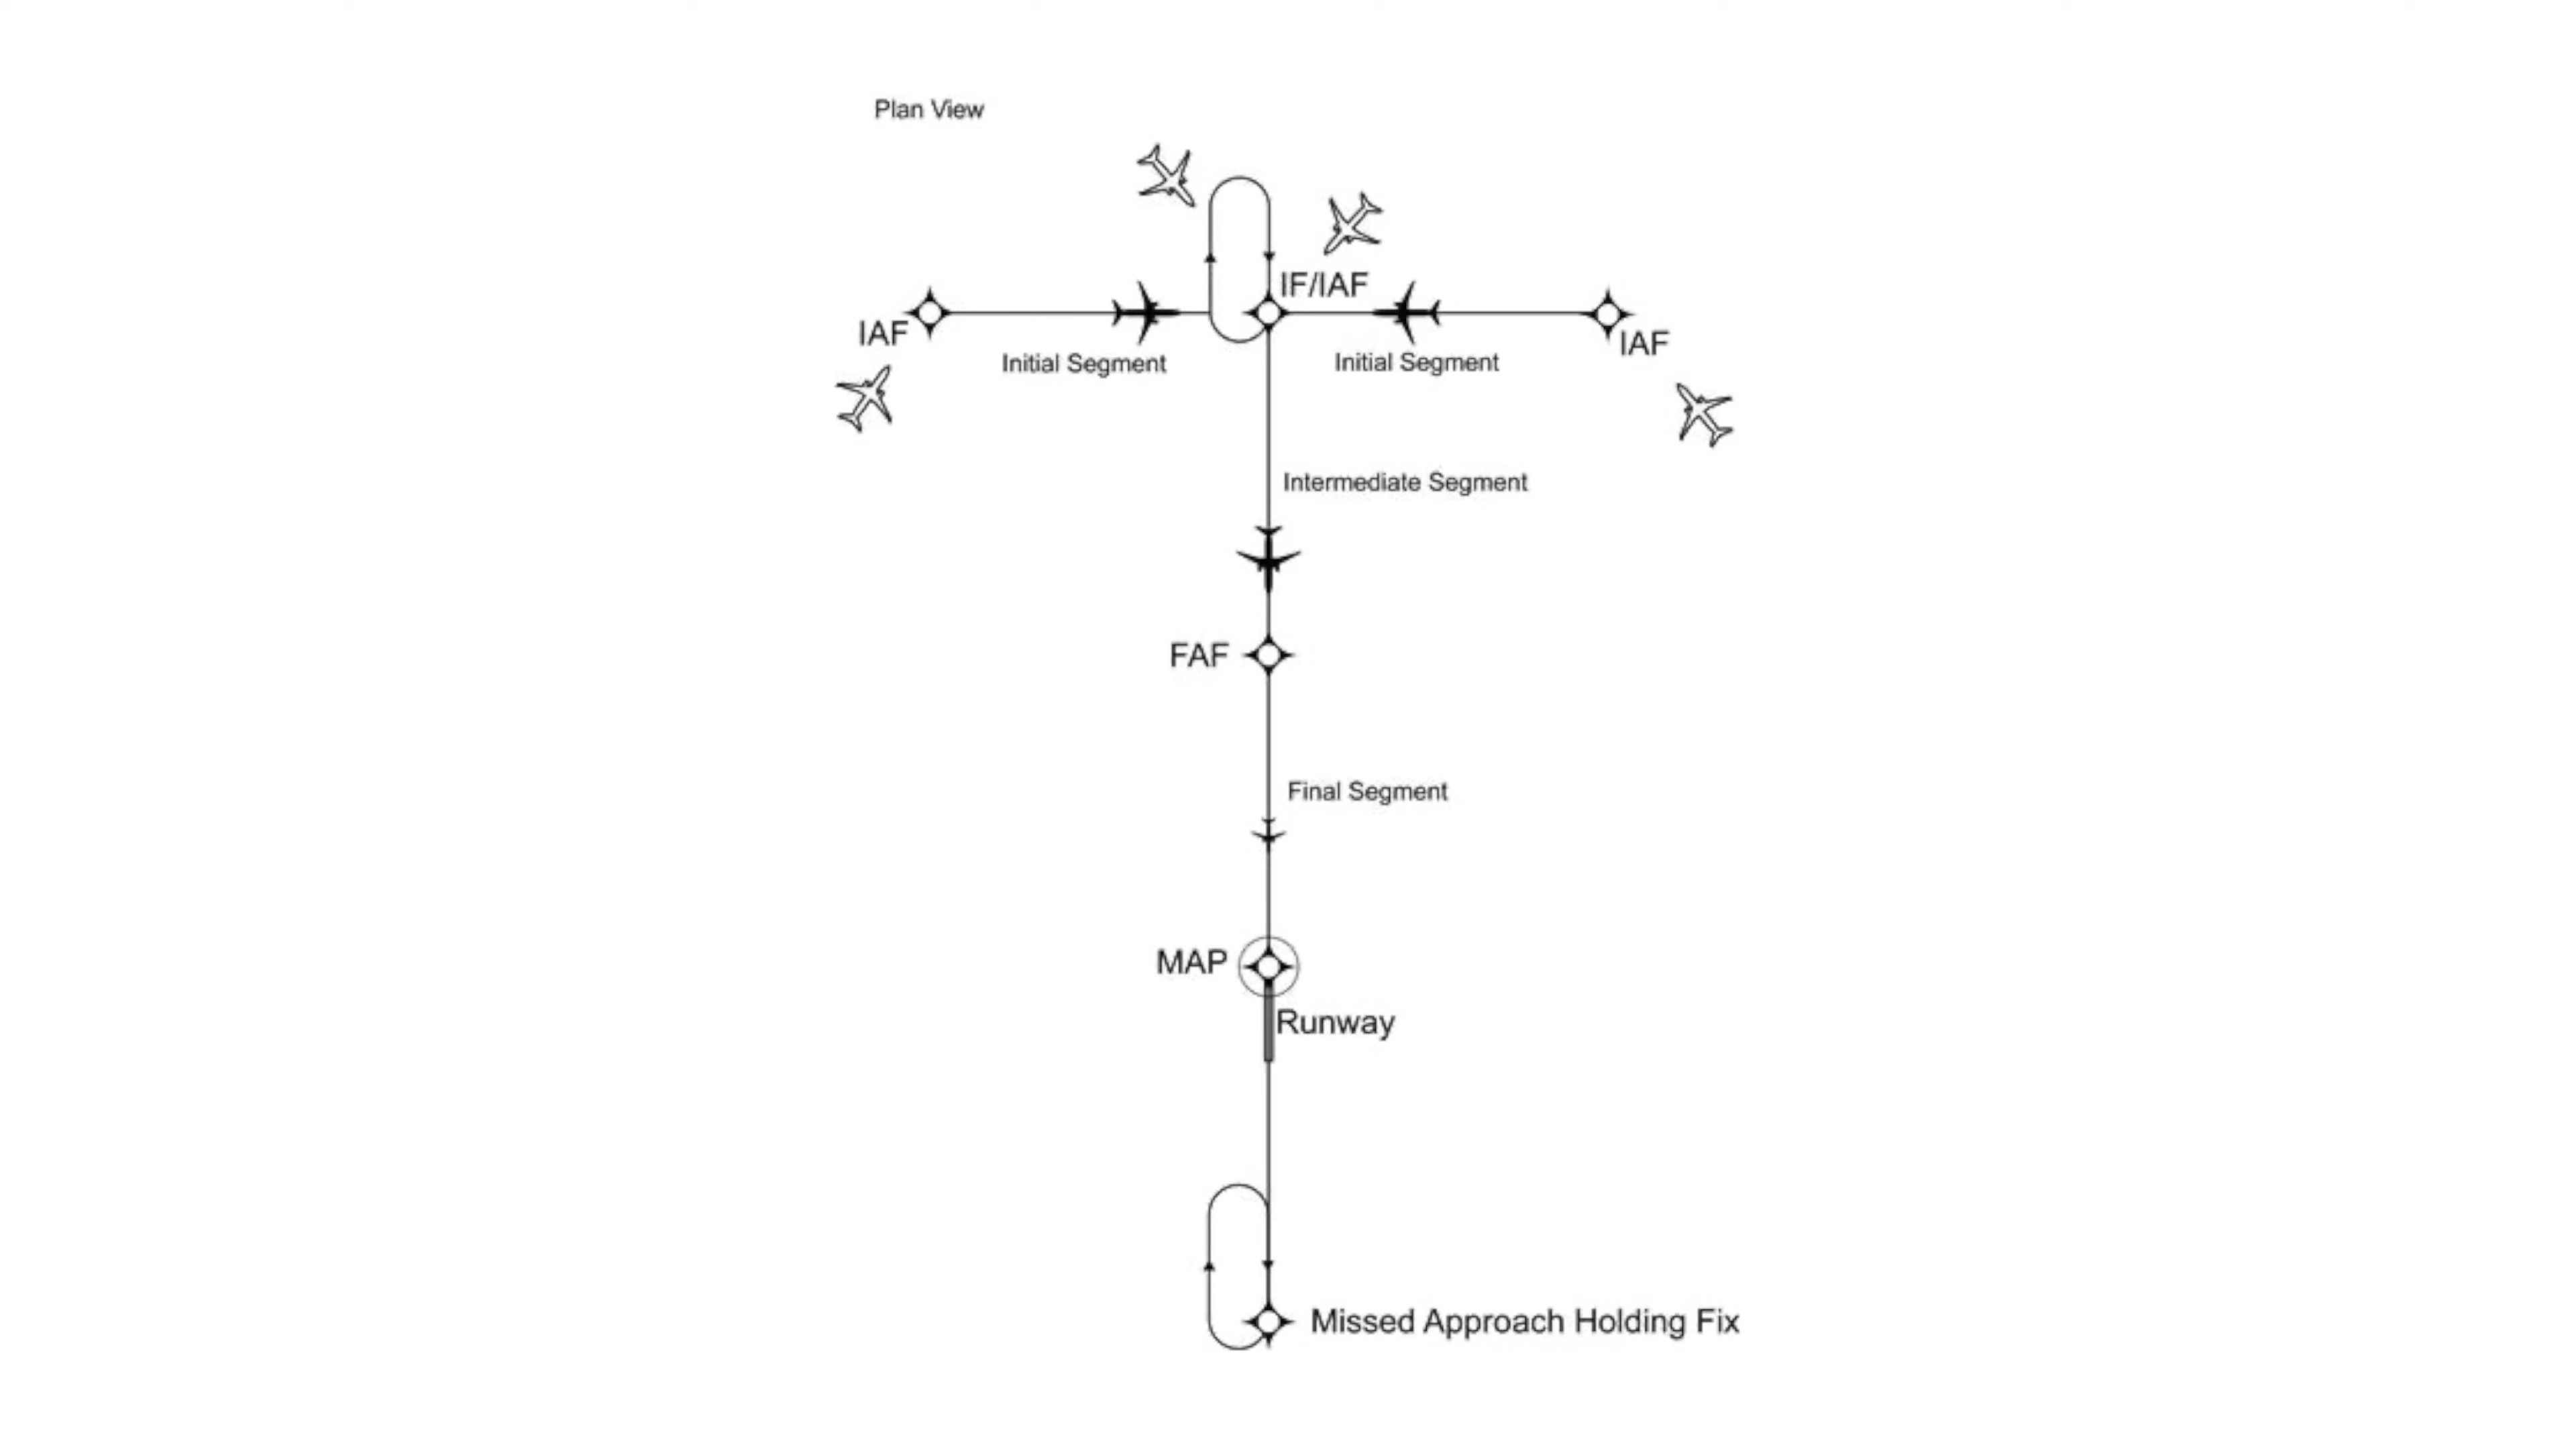 Plan View
IF/IAF
IAF
IAF
Initial Segment
Initial Segment
Intermediate Segment
FAF
Final Segment
MAP
Runway
Missed Approach Holding Fix